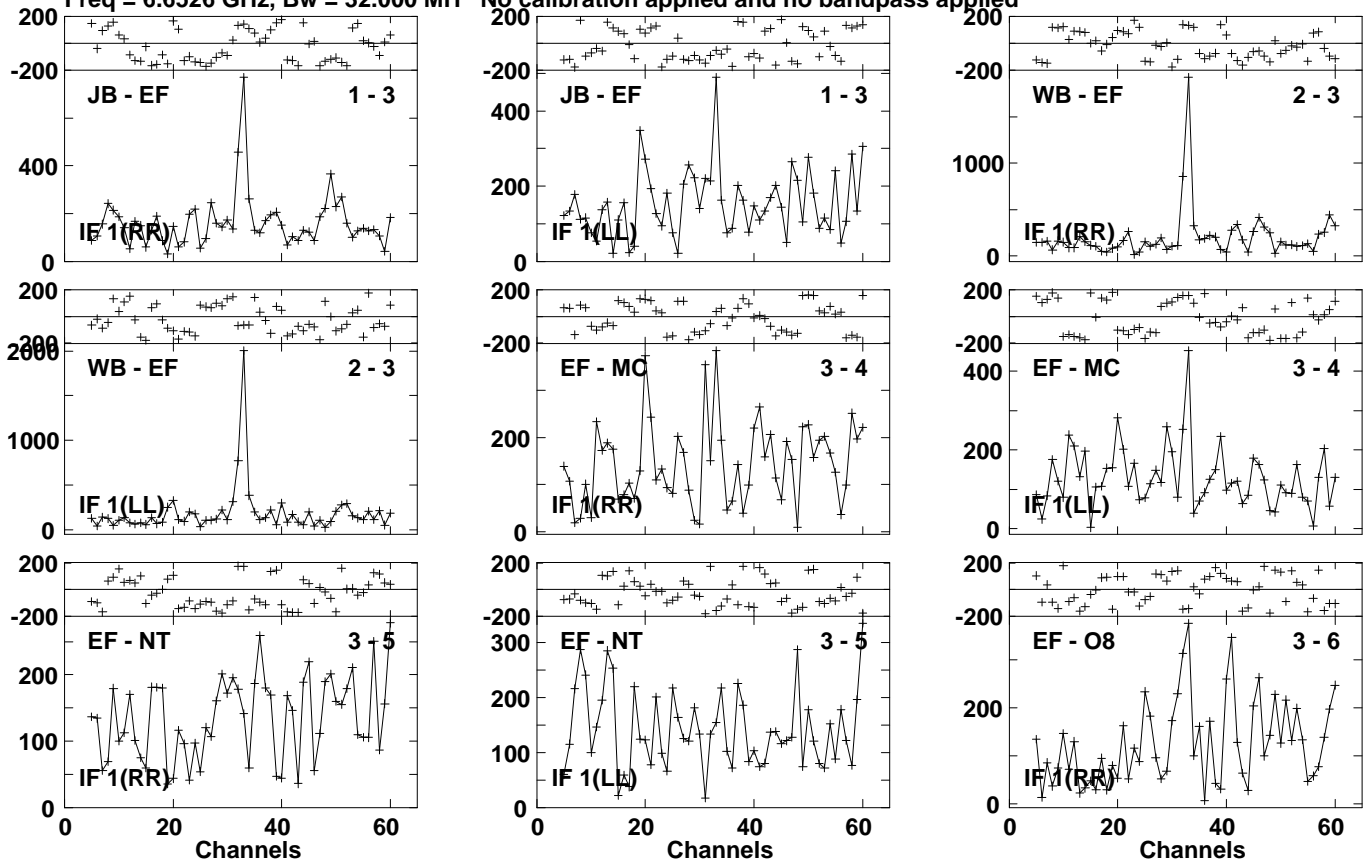 Freq = 6.6526 GHz, Bw = 32.000 MH No calibration applied and no bandpass applied
200
-200
JB - EF 1 - 3
400
0
IF 1(RR)
200
-200
JB - EF 1 - 3
400
200
0
IF 1(LL)
200
-200
WB - EF 2 - 3
1000
0
IF 1(RR)
200
2000
WB - EF 2 - 3
1000
0
IF 1(LL)
200
-200
EF - MC 3 - 4
200
0
IF 1(RR)
200
-200
EF - MC 3 - 4
400
200
0
IF 1(LL)
200
-200
EF - NT 3 - 5
200
100
0
IF 1(RR)
0 20 40 60
Channels
200
-200
EF - NT 3 - 5
300
200
100
0
IF 1(LL)
0 20 40 60
Channels
200
-200
EF - O8 3 - 6
200
0
IF 1(RR)
0 20 40 60
Channels